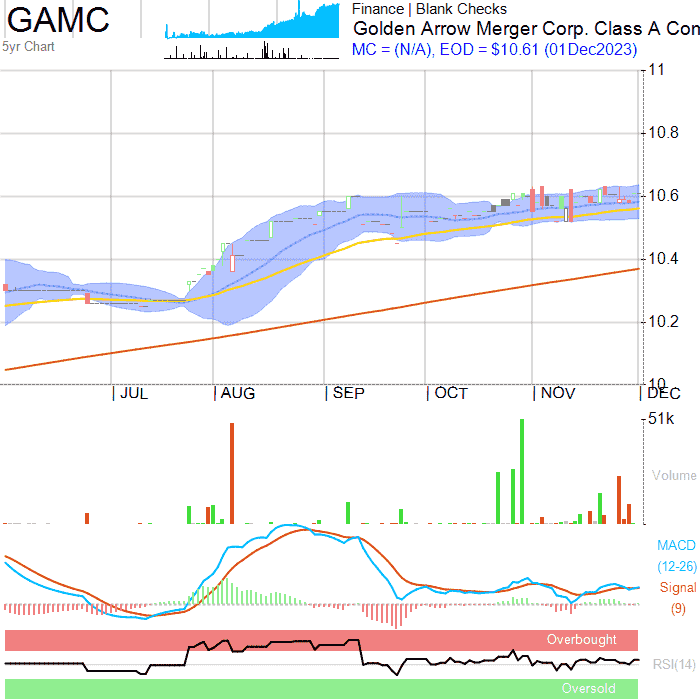 GAMC
5yr Chart
Finance | Blank Checks
Golden Arrow Merger Corp. Class A Con
MC = (N/A), EOD = $10.61 (01Dec2023)
11
10.8
10.6
10.4
10.2
10
JUL AUG SEP OCT NOV DEC
51k
Volume
MACD
(12-26)
Signal
(9)
Overbought
RSI(14)
Oversold